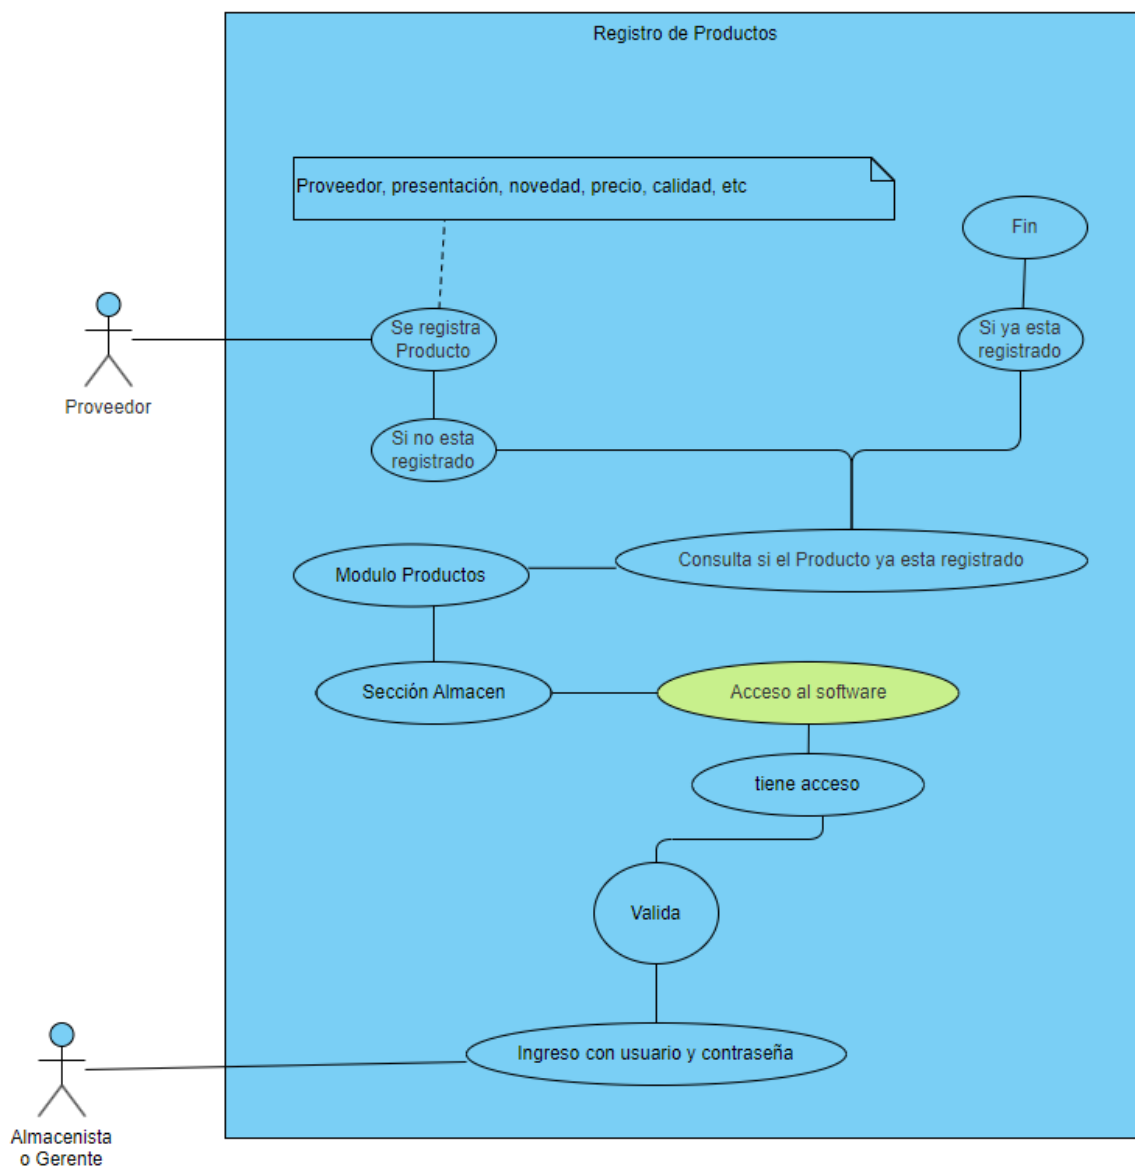 Registro de Productos
Proveedor, presentación, novedad, precio, calidad, etc
Fin
Se registra
Producto
Si ya esta
registrado
Proveedor
Si no esta
registrado
Consulta si el Producto ya esta registrado
Modulo Productos
Sección Almacen
Acceso al software
tiene acceso
Valida
Ingreso con usuario y contraseña
Almacenista
o Gerente